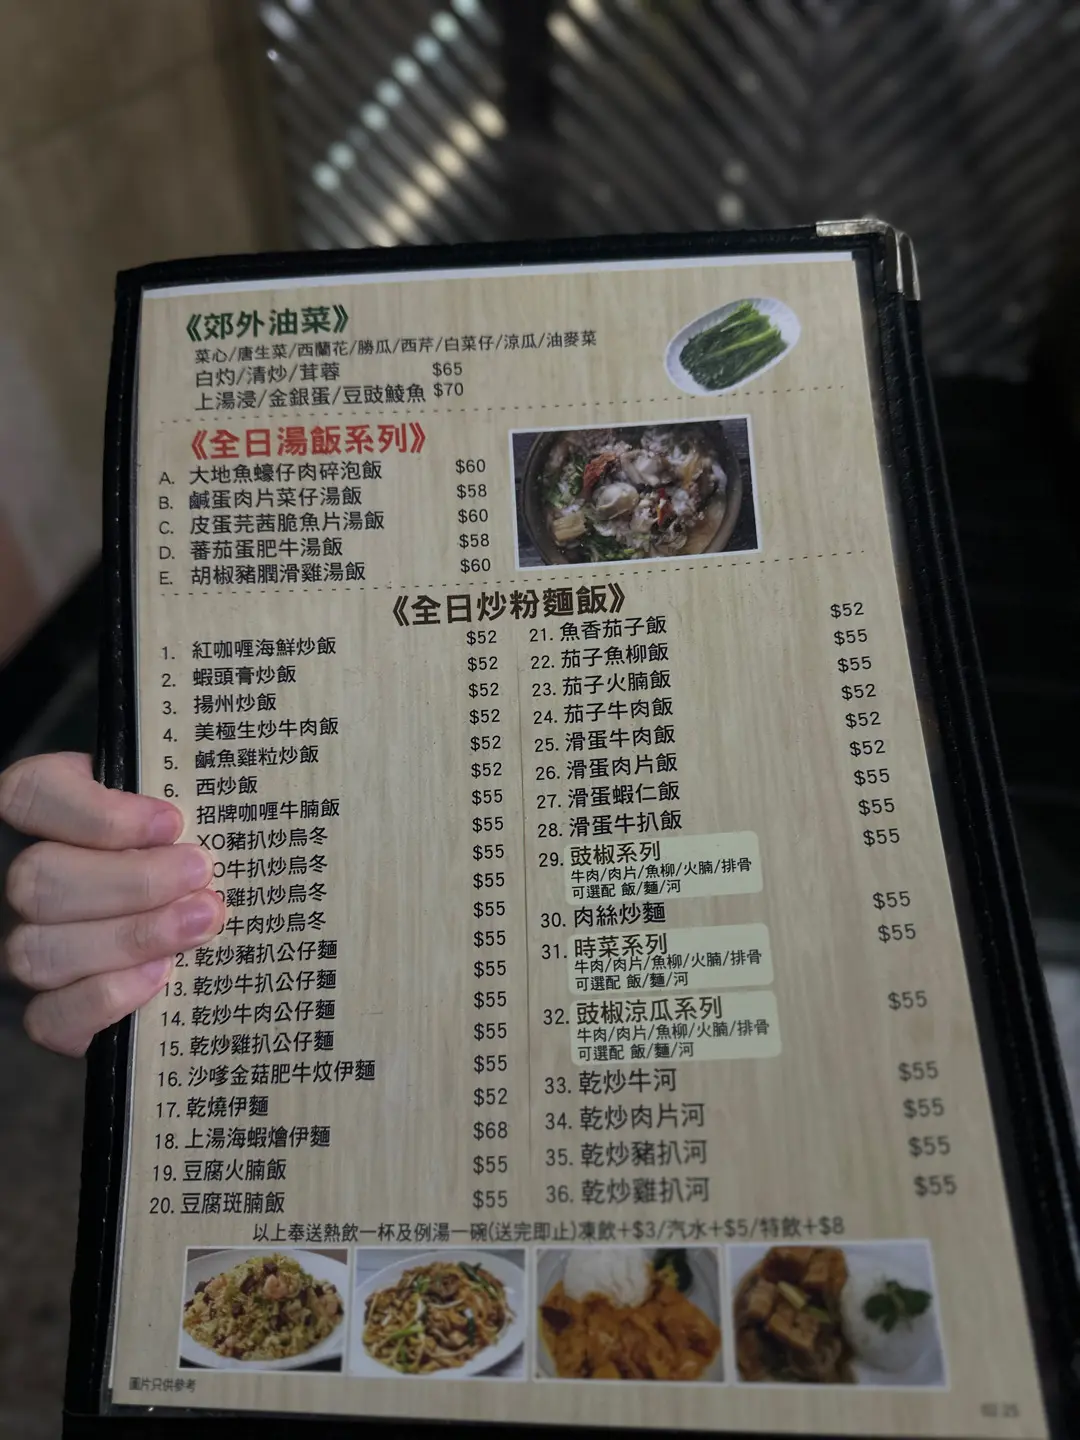 《郊外油菜》
菜心/唐生菜/西蘭花/勝瓜/西芹/白菜仔/涼瓜/油麥菜
白灼/清炒/茸蓉 $65
上湯浸/金銀蛋/豆豉鯪魚 $70
《全日湯飯系列》
A. 大地魚蠔仔肉碎泡飯 $60
B. 鹹蛋肉片菜仔湯飯 $58
C. 皮蛋芫茜脆魚片湯飯 $60
D. 蕃茄蛋肥牛湯飯 $58
E. 胡椒豬膶滑雞湯飯 $60
《全日炒粉麵飯》
1. 紅咖喱海鮮炒飯 $52
2. 蝦頭膏炒飯 $52
3. 揚州炒飯 $52
4. 美極生炒牛肉飯 $52
5. 鹹魚雞粒炒飯 $52
6. 西炒飯 $52
招牌咖喱牛腩飯 $55
XO豬扒炒烏冬 $55
O牛扒炒烏冬 $55
雞扒炒烏冬 $55
牛肉炒烏冬 $55
2. 乾炒豬扒公仔麵 $55
13. 乾炒牛扒公仔麵 $55
14. 乾炒牛肉公仔麵 $55
15. 乾炒雞扒公仔麵 $55
16. 沙嗲金菇肥牛炆伊麵 $55
17. 乾燒伊麵 $52
18. 上湯海蝦燴伊麵 $68
19. 豆腐火腩飯 $55
20. 豆腐斑腩飯 $55
21. 魚香茄子飯 $52
22. 茄子魚柳飯 $55
23. 茄子火腩飯 $55
24. 茄子牛肉飯 $52
25. 滑蛋牛肉飯 $52
26. 滑蛋肉片飯 $52
27. 滑蛋蝦仁飯 $55
28. 滑蛋牛扒飯 $55
29. 豉椒系列 $55
牛肉/肉片/魚柳/火腩/排骨
可選配 飯/麵/河
30. 肉絲炒麵 $55
31. 時菜系列 $55
牛肉/肉片/魚柳/火腩/排骨
可選配 飯/麵/河
32. 豉椒涼瓜系列 $55
牛肉/肉片/魚柳/火腩/排骨
可選配 飯/麵/河
33. 乾炒牛河 $55
34. 乾炒肉片河 $55
35. 乾炒豬扒河 $55
36. 乾炒雞扒河 $55
以上奉送熱飲一杯及例湯一碗(送完即止)凍飲+$3/汽水+$5/特飲+$8
圖片只供參考